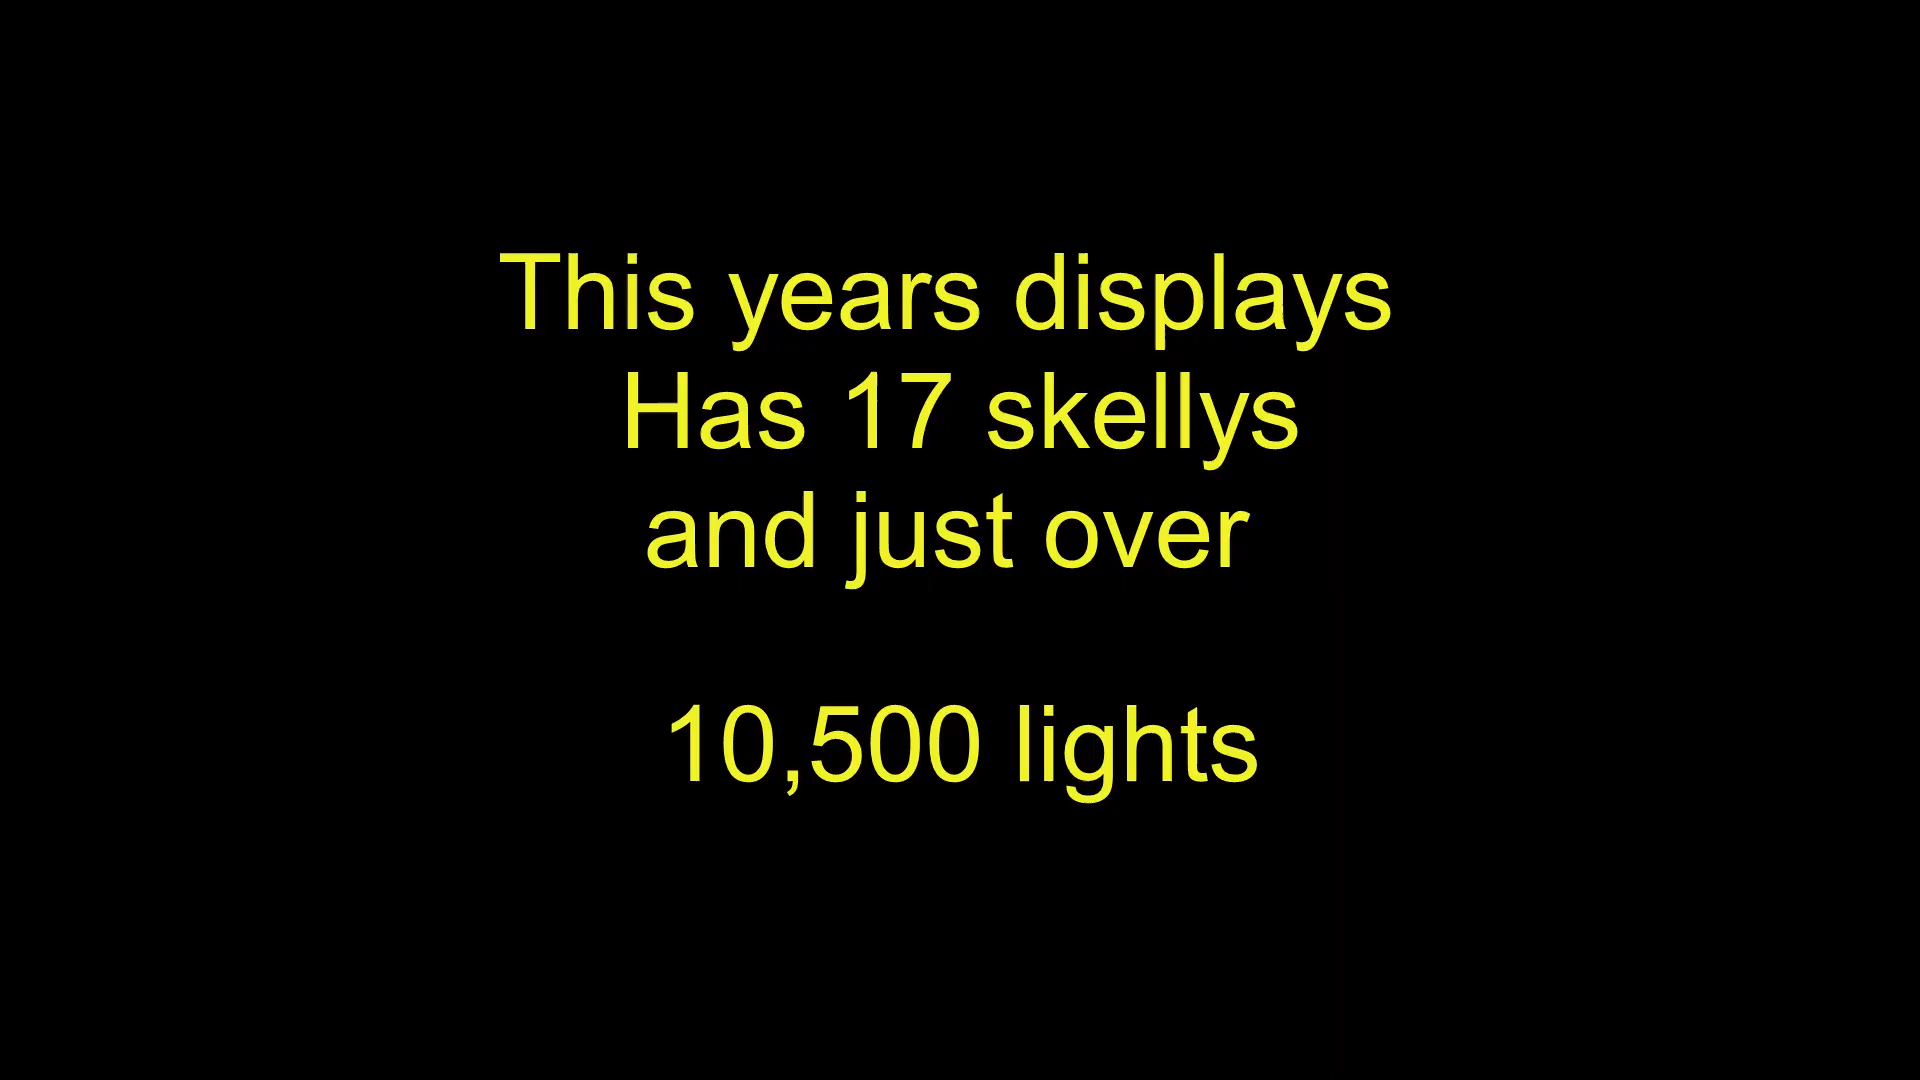 This years displays
Has 17 skellys
and just over
10,500 lights